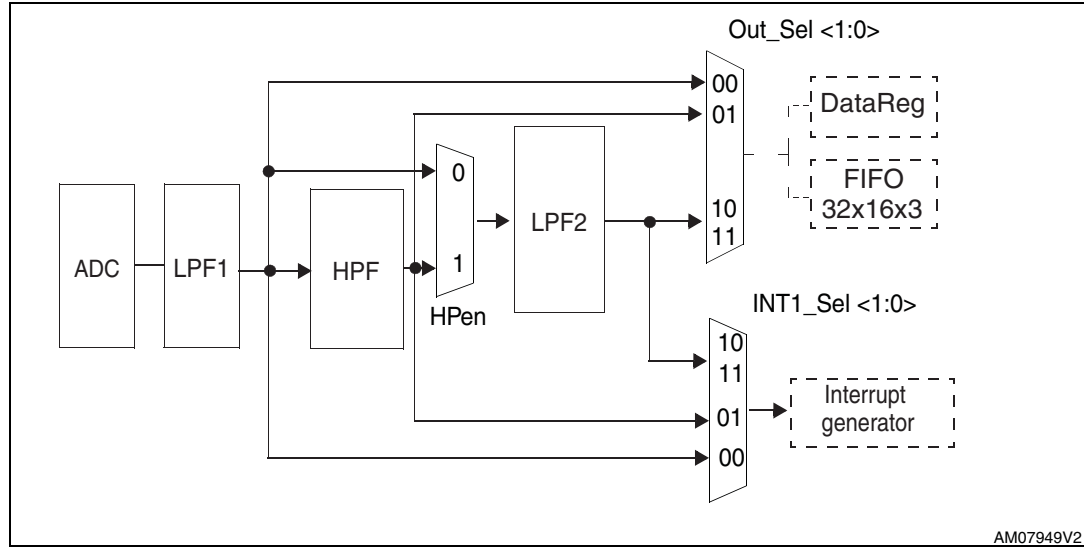 Out_Sel <1:0>
00
01
10
11
DataReg
FIFO
32x16x3
0
1
HPen
ADC
LPF1
HPF
LPF2
INT1_Sel <1:0>
10
11
01
00
Interrupt
generator
AM07949V2